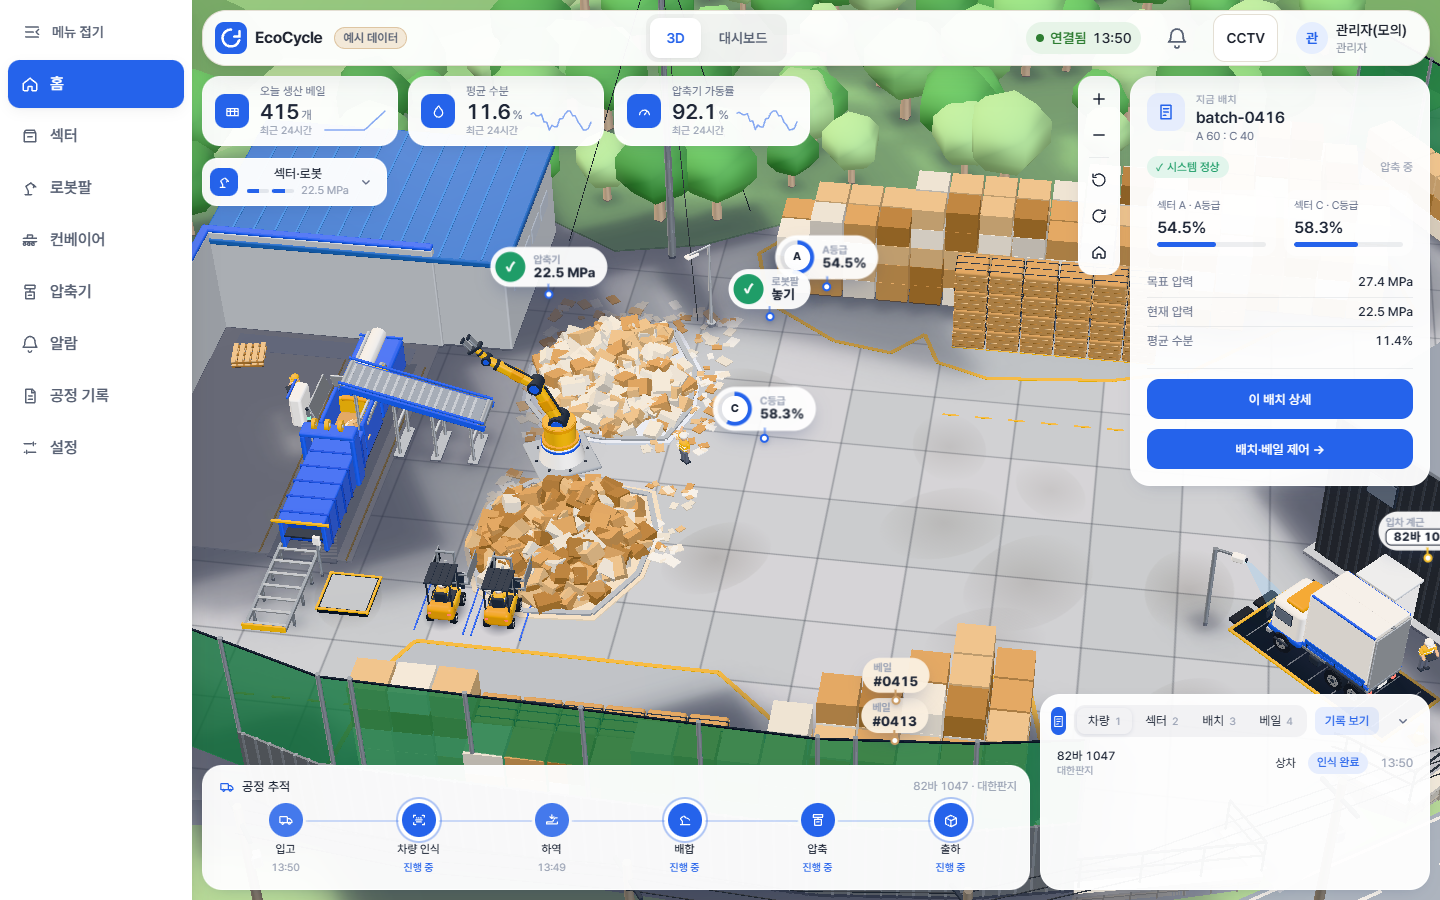 메뉴 접기
홈
섹터
로봇팔
컨베이어
압축기
알람
공정 기록
설정
EcoCycle
예시 데이터
3D
대시보드
연결됨 13:50
CCTV
관
관리자(모의)
관리자
오늘 생산 베일
415개
최근 24시간
평균 수분
11.6%
최근 24시간
압축기 가동률
92.1%
최근 24시간
섹터·로봇
22.5 MPa
압축기
22.5 MPa
A
A등급
54.5%
로봇팔
놓기
C
C등급
58.3%
지금 배치
batch-0416
A 60 : C 40
✓ 시스템 정상
압축 중
섹터 A · A등급
54.5%
섹터 C · C등급
58.3%
목표 압력
27.4 MPa
현재 압력
22.5 MPa
평균 수분
11.4%
이 배치 상세
배치·베일 제어 →
입차 계근
82바 10
베일
#0415
베일
#0413
공정 추적
82바 1047 · 대한판지
입고
13:50
차량 인식
진행 중
하역
13:49
배합
진행 중
압축
진행 중
출하
진행 중
차량 1
섹터 2
배치 3
베일 4
기록 보기
82바 1047
대한판지
상차
인식 완료
13:50